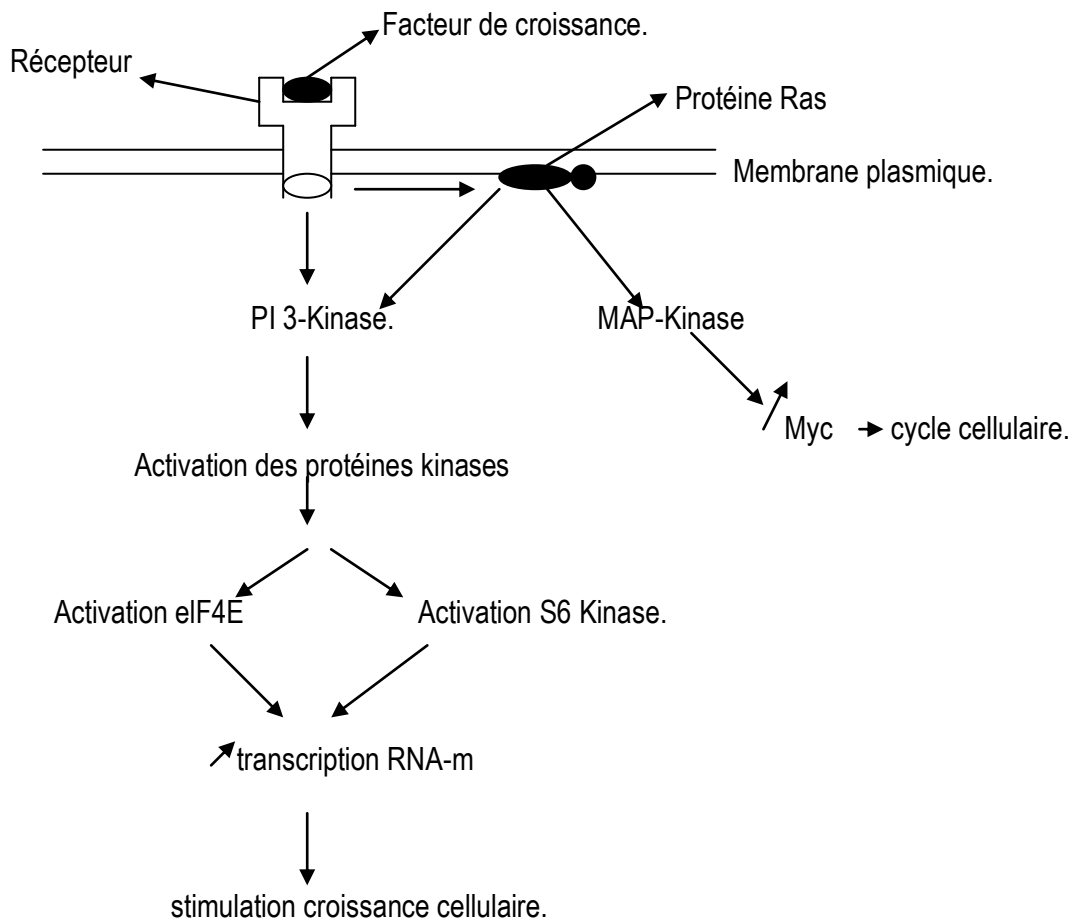 Facteur de croissance.
Récepteur
Protéine Ras
Membrane plasmique.
PI 3-Kinase.
MAP-Kinase
Myc
cycle cellulaire.
Activation des protéines kinases
Activation eIF4E
Activation S6 Kinase.
transcription RNA-m
stimulation croissance cellulaire.